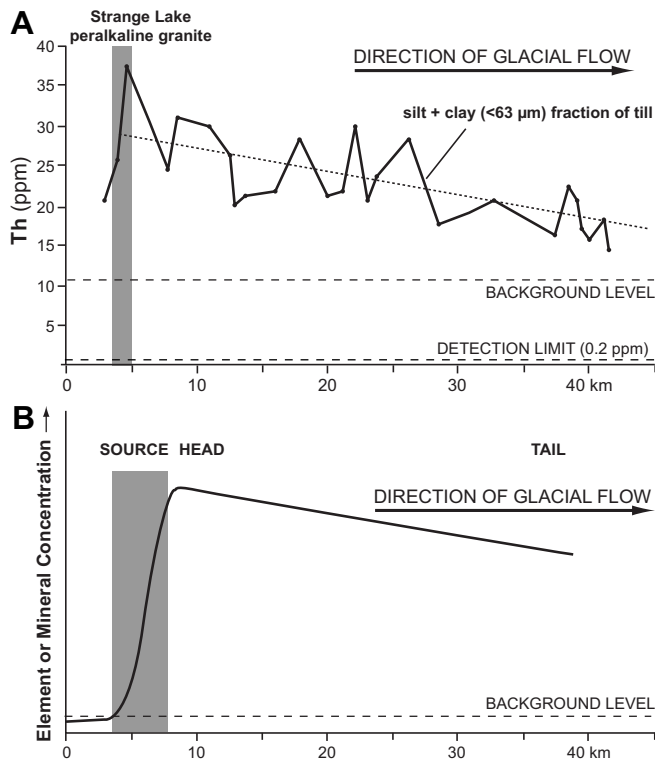 A
Strange Lake
peralkaline granite
DIRECTION OF GLACIAL FLOW
silt + clay (<63 µm) fraction of till
Th (ppm)
40
35
30
25
20
15
10
5
BACKGROUND LEVEL
DETECTION LIMIT (0.2 ppm)
0 10 20 30 40 km
B
Element or Mineral Concentration
SOURCE HEAD TAIL
DIRECTION OF GLACIAL FLOW
BACKGROUND LEVEL
0 10 20 30 40 km